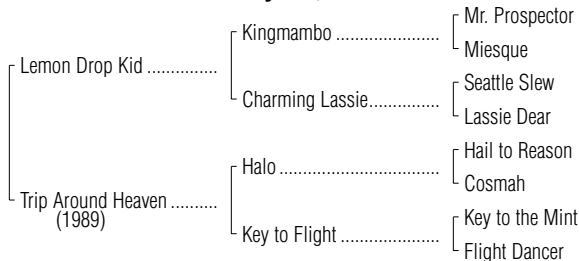 Mr. Prospector
Kingmambo ....................
Miesque
Lemon Drop Kid ..............
Seattle Slew
Charming Lassie..............
Lassie Dear
Hail to Reason
Halo ................................
Cosmah
Trip Around Heaven .........
(1989)
Key to the Mint
Key to Flight ...................
Flight Dancer